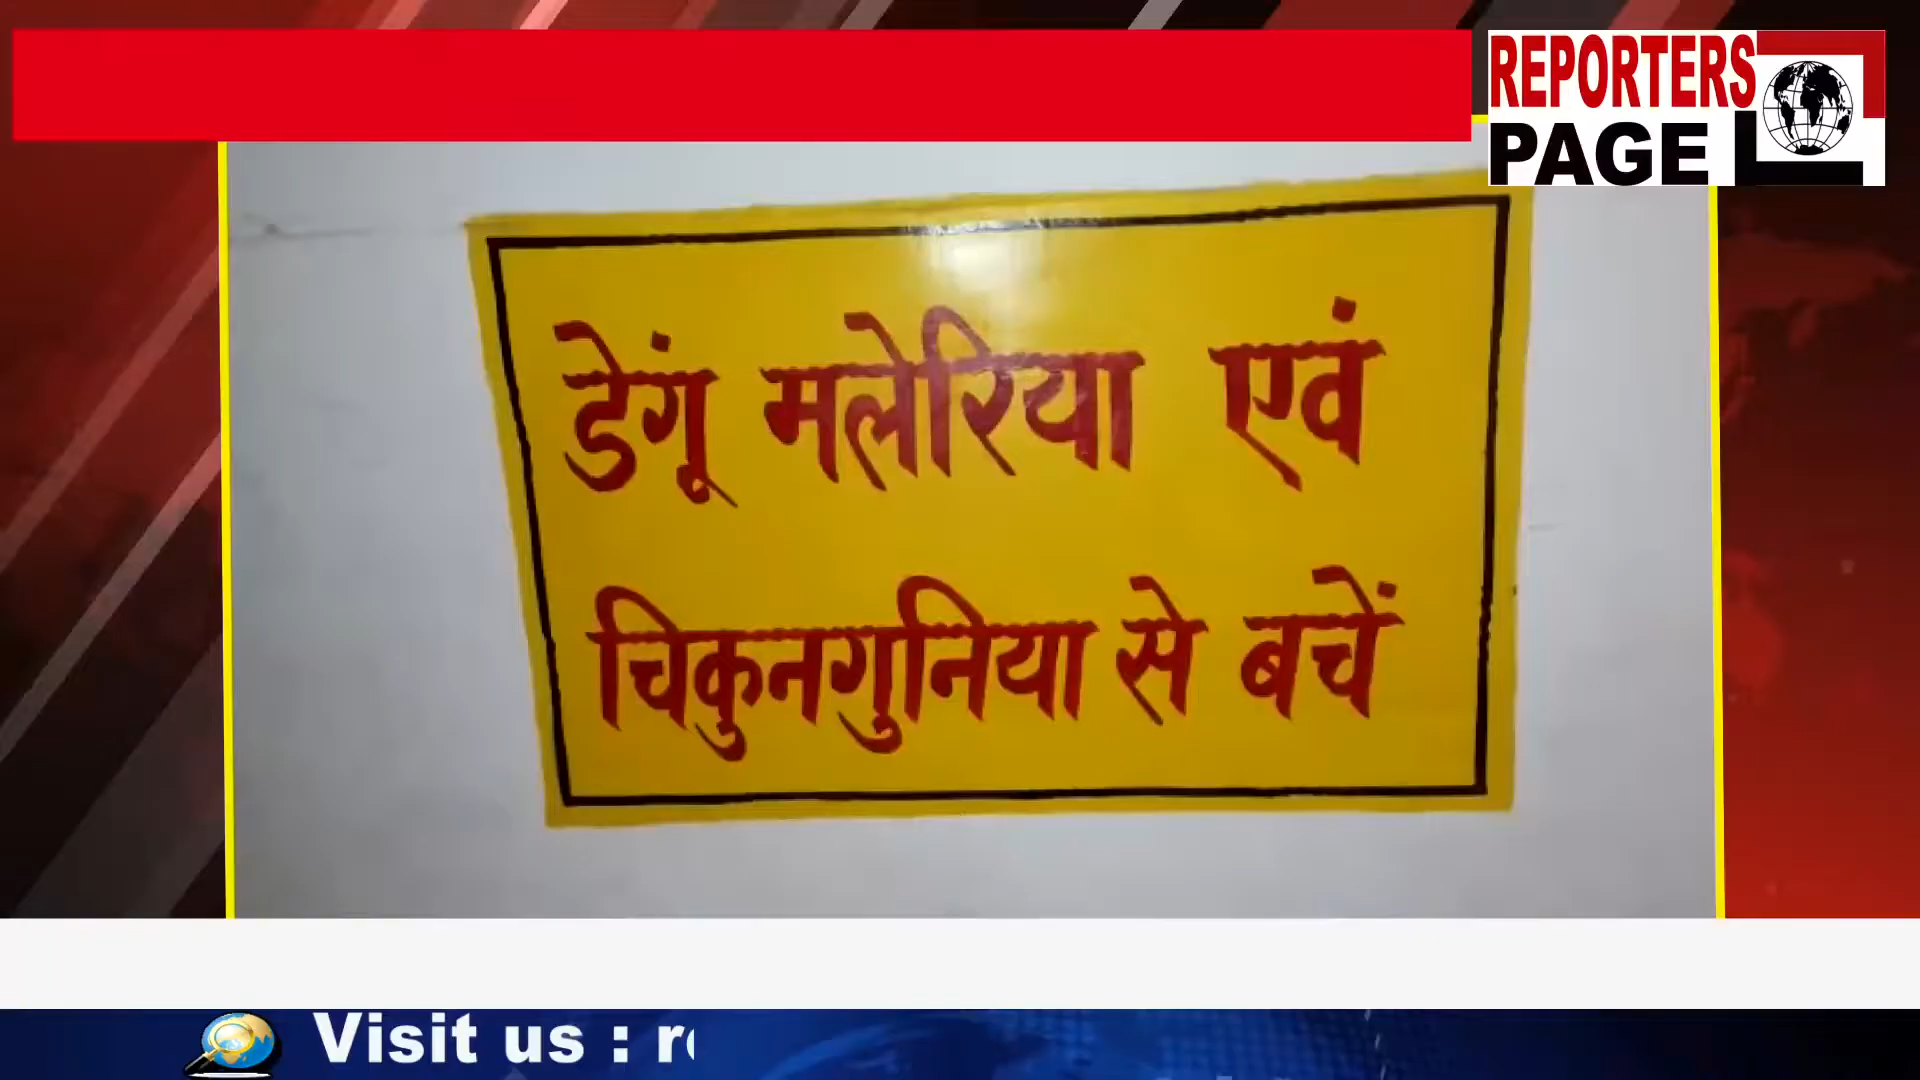 REPORTERS
PAGE
डेंगू मलेरिया एवं
चिकुनगुनिया से बचें
Visit us :